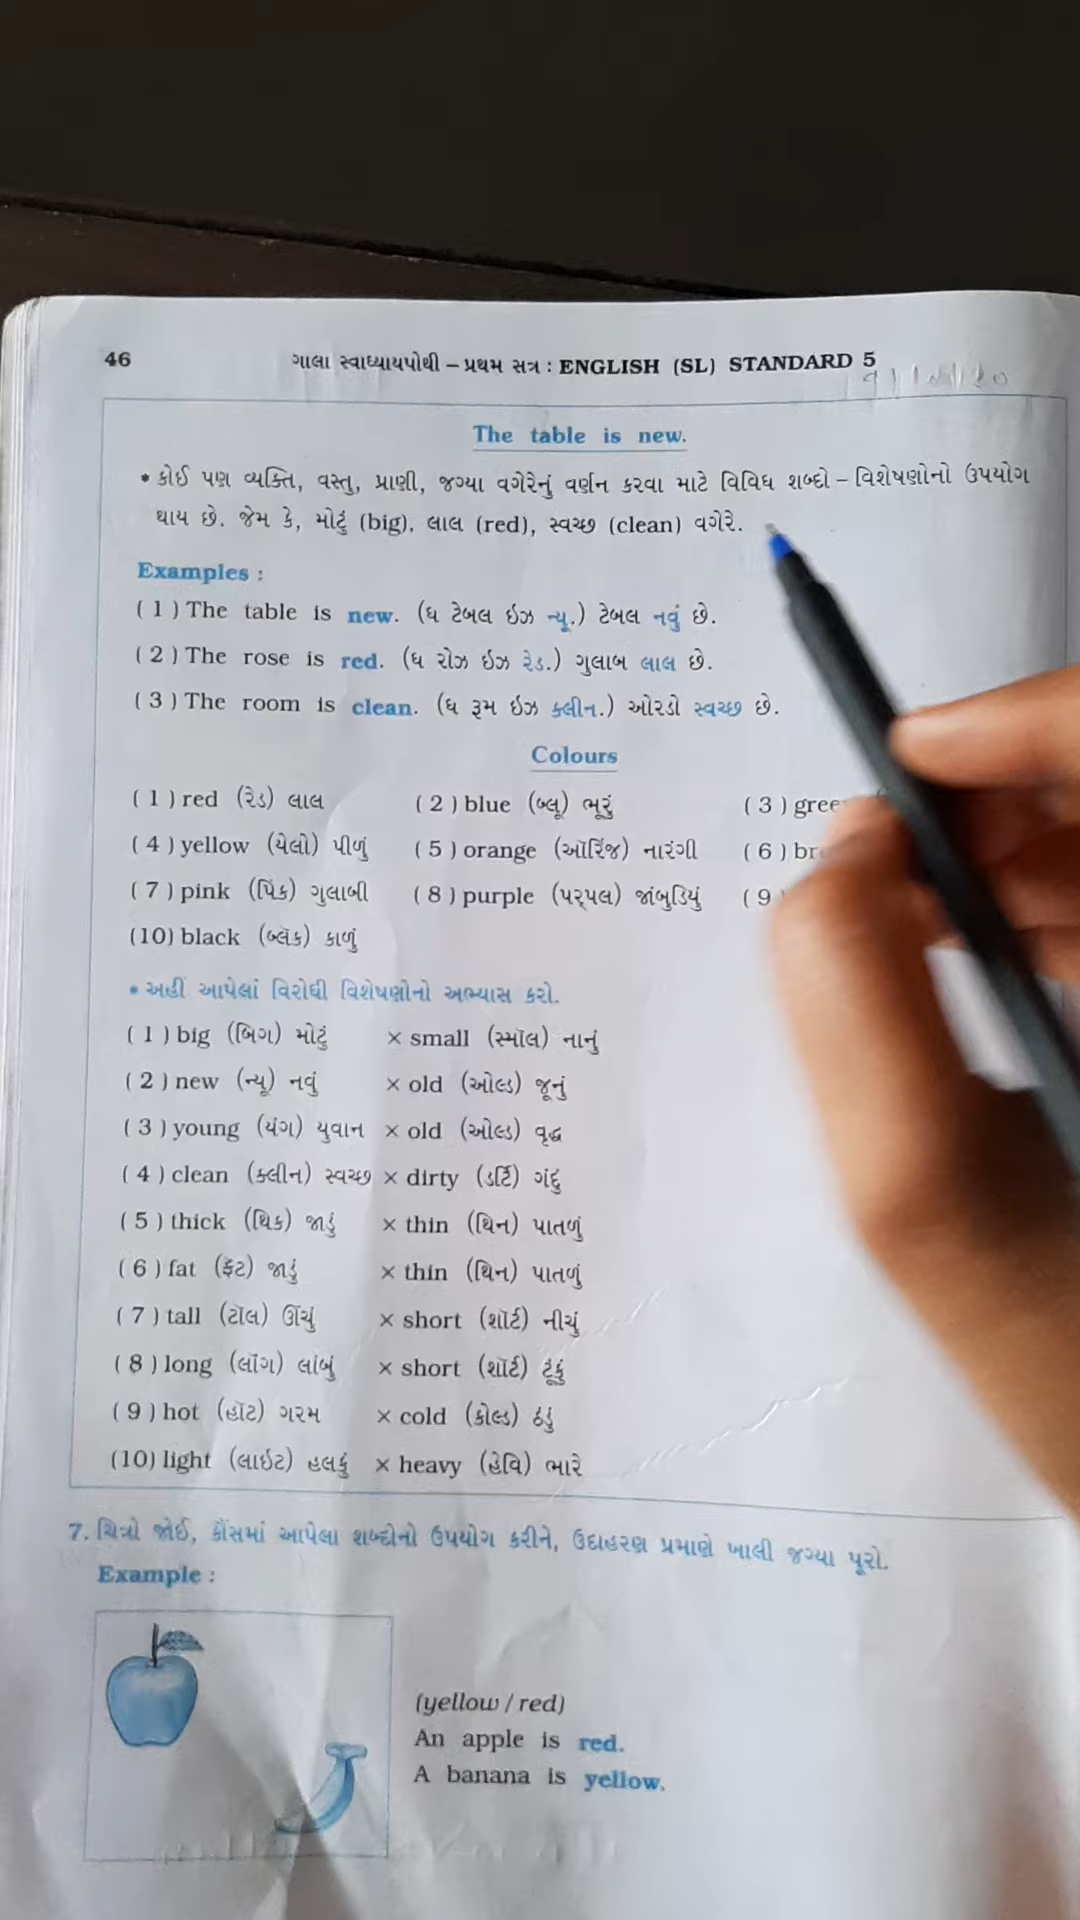 46 ગાલા સ્વાધ્યાયપોથી – પ્રથમ સત્ર : ENGLISH (SL) STANDARD 5
The table is new.
• કોઈ પણ વ્યક્તિ, વસ્તુ, પ્રાણી, જગ્યા વગેરેનું વર્ણન કરવા માટે વિવિધ શબ્દો – વિશેષણોનો ઉપયોગ
થાય છે. જેમ કે, મોટું (big), લાલ (red), સ્વચ્છ (clean) વગેરે.
Examples :
( 1 ) The table is new. (ધ ટેબલ ઇઝ ન્યૂ.) ટેબલ નવું છે.
( 2 ) The rose is red. (ધ રોઝ ઇઝ રેડ.) ગુલાબ લાલ છે.
( 3 ) The room is clean. (ધ રૂમ ઇઝ ક્લીન.) ઓરડો સ્વચ્છ છે.
Colours
( 1 ) red (રેડ) લાલ ( 2 ) blue (બ્લૂ) ભૂરું ( 3 )
( 4 ) yellow (યેલો) પીળું ( 5 ) orange (ઑરિંજ) નારંગી ( 6 )
( 7 ) pink (પિંક) ગુલાબી ( 8 ) purple (પર્પલ) જાંબુડિયું ( 9
(10) black (બ્લૅક) કાળું
• અહીં આપેલાં વિરોધી વિશેષણોનો અભ્યાસ કરો.
( 1 ) big (બિગ) મોટું × small (સ્મૉલ) નાનું
( 2 ) new (ન્યૂ) નવું × old (ઓલ્ડ) જૂનું
( 3 ) young (યંગ) યુવાન × old (ઓલ્ડ) વૃદ્ધ
( 4 ) clean (ક્લીન) સ્વચ્છ × dirty (ડર્ટિ) ગંદું
( 5 ) thick (થિક) જાડું × thin (થિન) પાતળું
( 6 ) fat (ફૅટ) જાડું × thin (થિન) પાતળું
( 7 ) tall (ટૉલ) ઊંચું × short (શૉર્ટ) નીચું
( 8 ) long (લૉંગ) લાંબું × short (શૉર્ટ) ટૂંકું
( 9 ) hot (હૉટ) ગરમ × cold (કોલ્ડ) ઠંડું
(10) light (લાઇટ) હલકું × heavy (હેવિ) ભારે
7. ચિત્રો જોઈ, કૌંસમાં આપેલા શબ્દોનો ઉપયોગ કરીને, ઉદાહરણ પ્રમાણે ખાલી જગ્યા પૂરો.
Example :
(yellow / red)
An apple is red.
A banana is yellow.